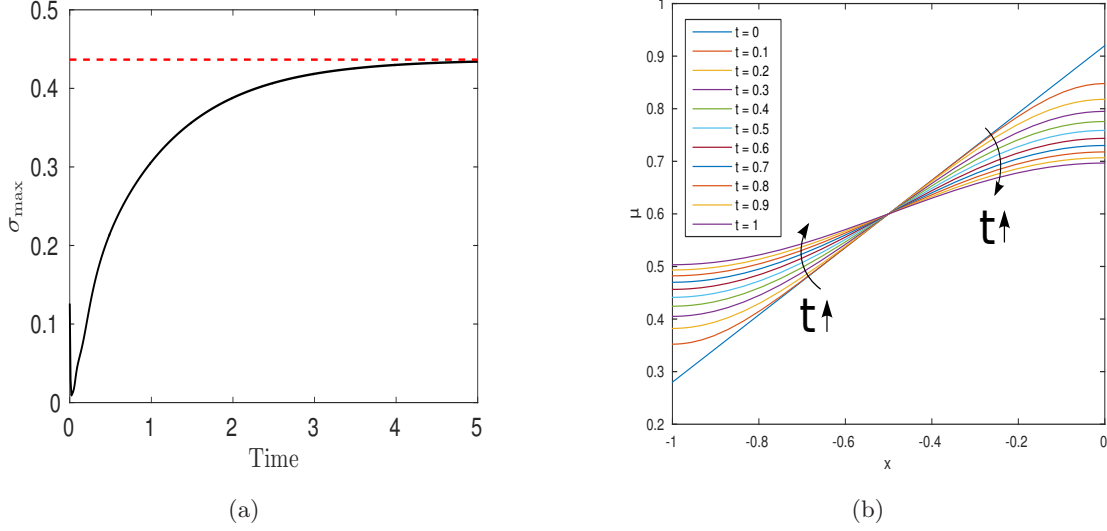 0.5
0.4
0.3
0.2
0.1
0
σmax
0 1 2 3 4 5
Time
(a)
1
0.9
0.8
0.7
0.6
0.5
0.4
0.3
0.2
μ
t = 0
t = 0.1
t = 0.2
t = 0.3
t = 0.4
t = 0.5
t = 0.6
t = 0.7
t = 0.8
t = 0.9
t = 1
t
t
-1 -0.8 -0.6 -0.4 -0.2 0
x
(b)